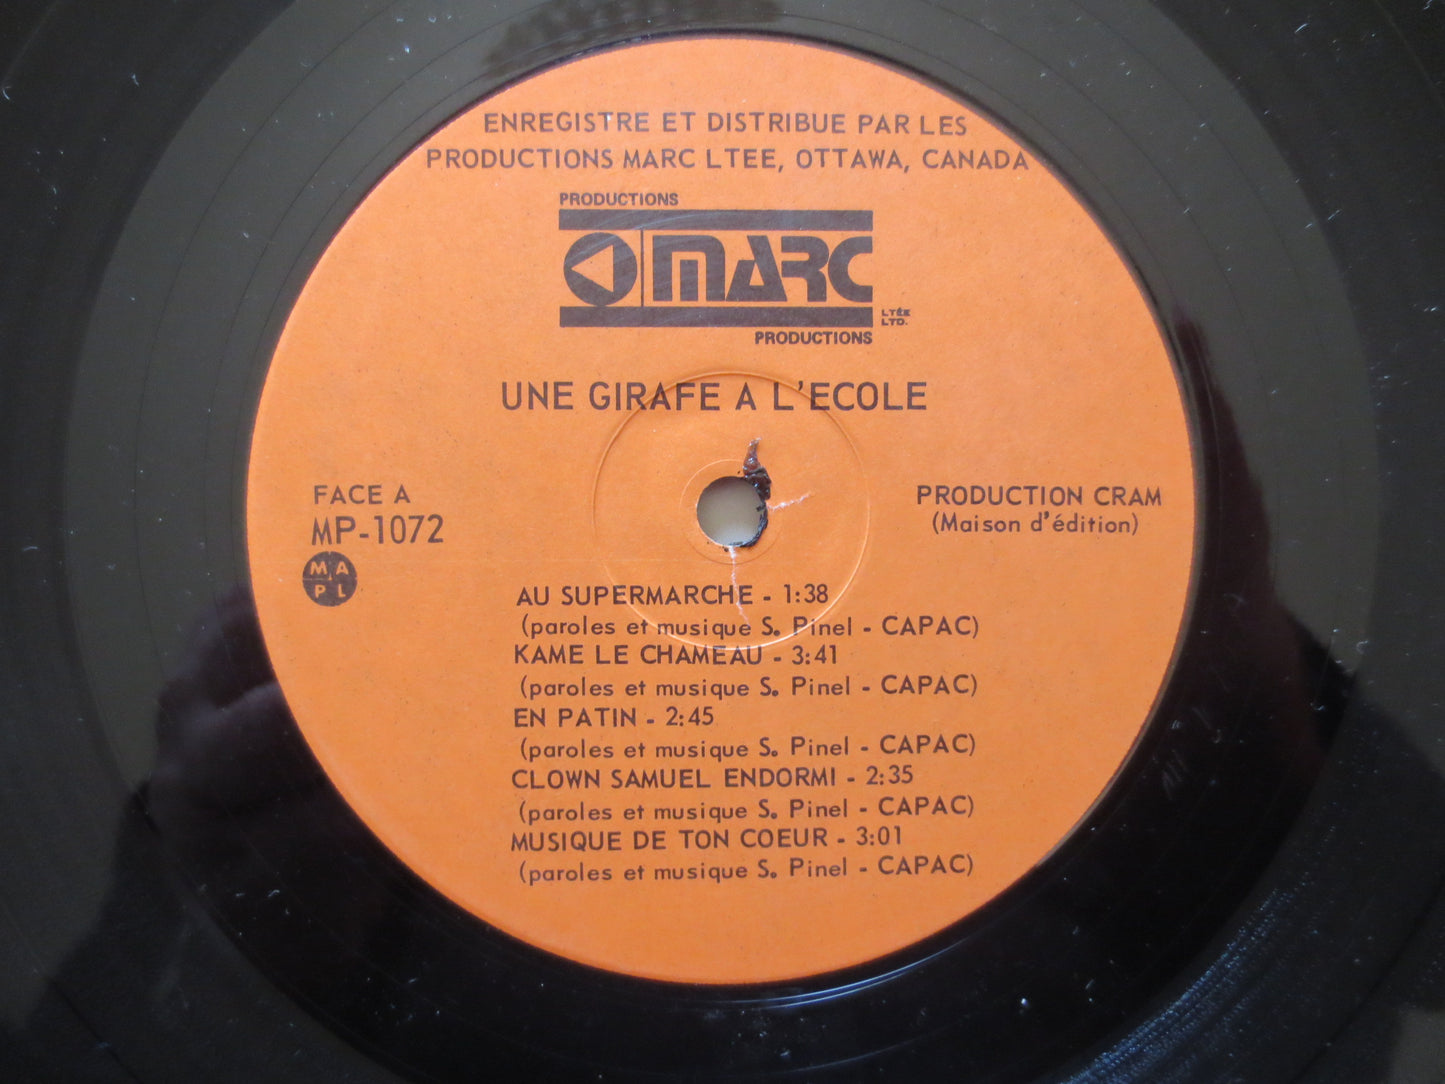 ENREGISTRE ET DISTRIBUE PAR LES
PRODUCTIONS MARC LTEE, OTTAWA, CANADA
PRODUCTIONS
MARC
LTÉE
LTD.
PRODUCTIONS
UNE GIRAFE A L'ECOLE
FACE A
MP-1072
MA
PL
PRODUCTION CRAM
(Maison d'édition)
AU SUPERMARCHE - 1:38
(paroles et musique S. Pinel - CAPAC)
KAME LE CHAMEAU - 3:41
(paroles et musique S. Pinel - CAPAC)
EN PATIN - 2:45
(paroles et musique S. Pinel - CAPAC)
CLOWN SAMUEL ENDORMI - 2:35
(paroles et musique S. Pinel - CAPAC)
MUSIQUE DE TON COEUR - 3:01
(paroles et musique S. Pinel - CAPAC)